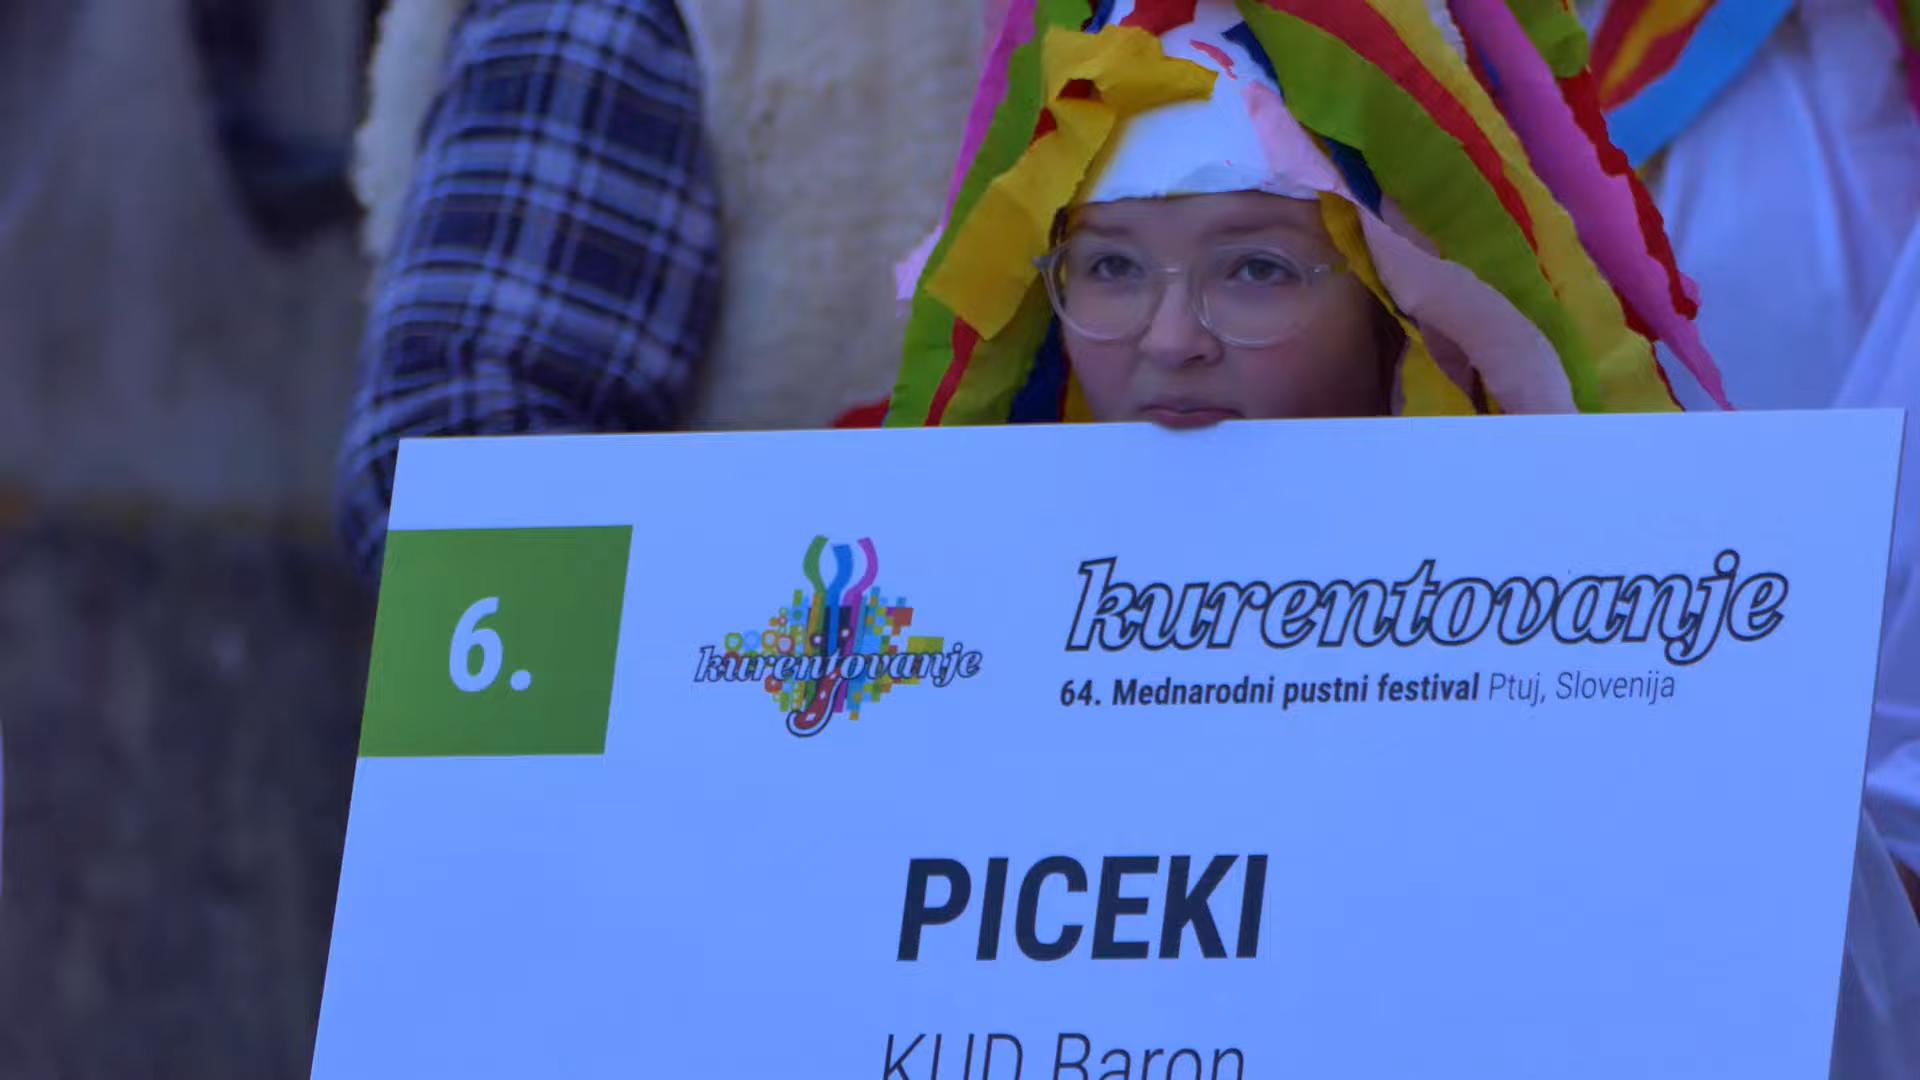 6.
kurentovanje
kurentovanje
64. Mednarodni pustni festival Ptuj, Slovenija
PICEKI
KUD Baron